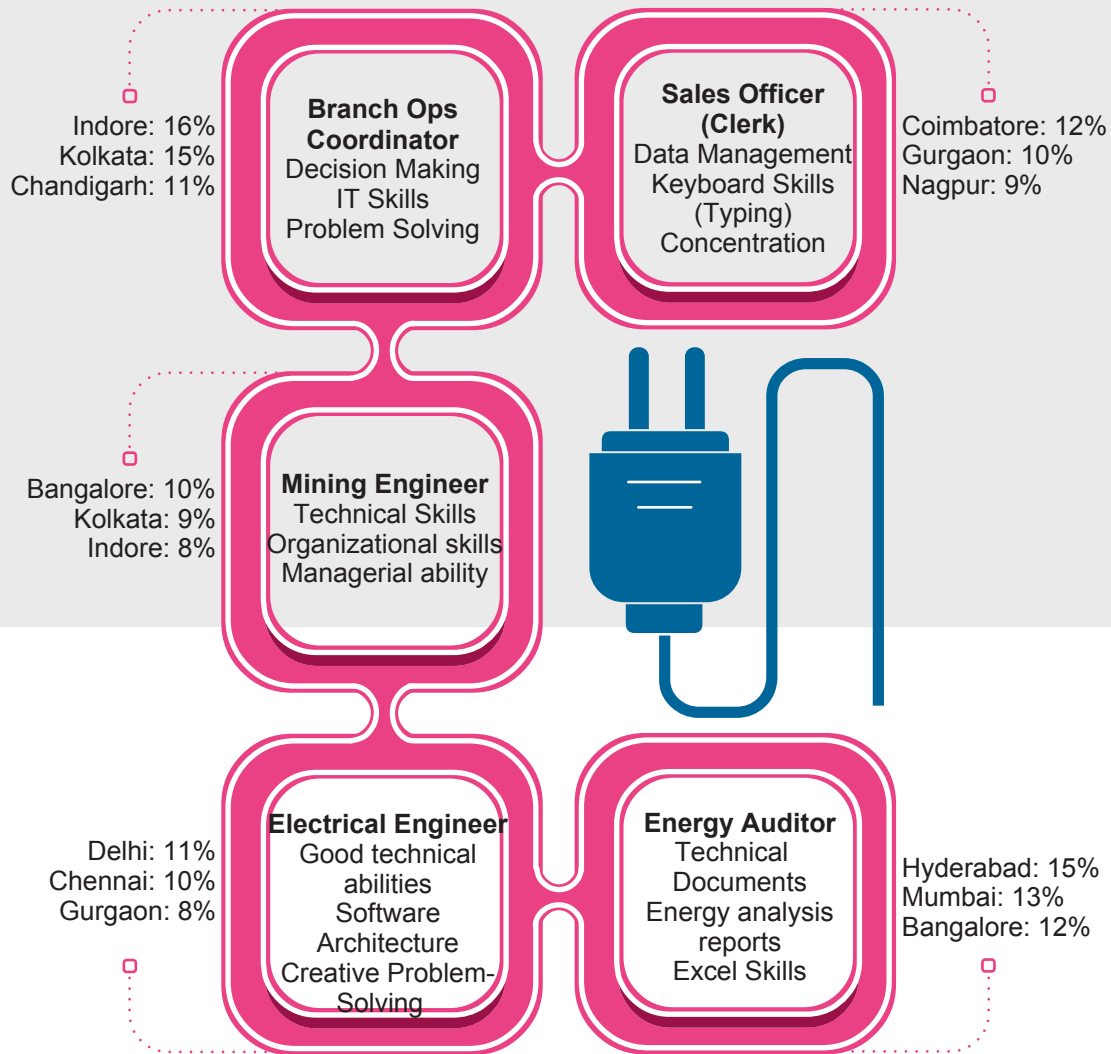 Indore: 16%
Kolkata: 15%
Chandigarh: 11%
Branch Ops
Coordinator
Decision Making
IT Skills
Problem Solving
Sales Officer
(Clerk)
Data Management
Keyboard Skills
(Typing)
Concentration
Coimbatore: 12%
Gurgaon: 10%
Nagpur: 9%
Bangalore: 10%
Kolkata: 9%
Indore: 8%
Mining Engineer
Technical Skills
Organizational skills
Managerial ability
Delhi: 11%
Chennai: 10%
Gurgaon: 8%
Electrical Engineer
Good technical
abilities
Software
Architecture
Creative Problem-
Solving
Energy Auditor
Technical
Documents
Energy analysis
reports
Excel Skills
Hyderabad: 15%
Mumbai: 13%
Bangalore: 12%